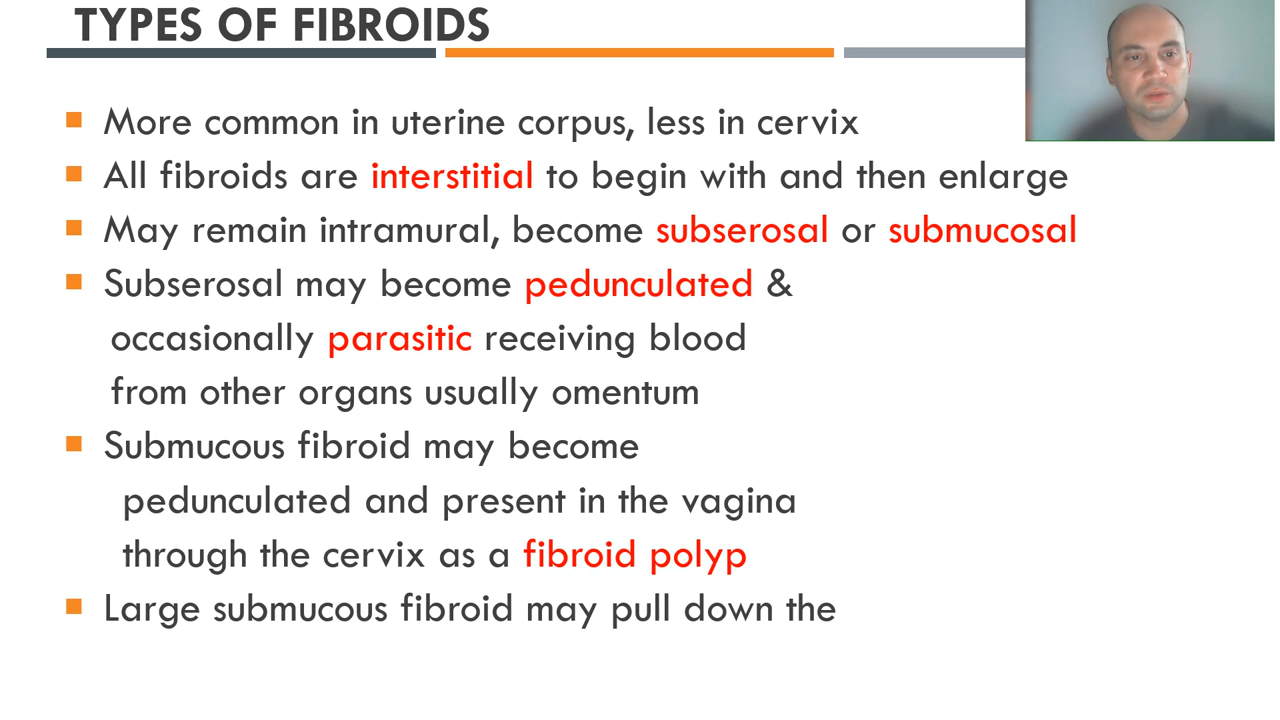 TYPES OF FIBROIDS
More common in uterine corpus, less in cervix
All fibroids are interstitial to begin with and then enlarge
May remain intramural, become subserosal or submucosal
Subserosal may become pedunculated &
occasionally parasitic receiving blood
from other organs usually omentum
Submucous fibroid may become
pedunculated and present in the vagina
through the cervix as a fibroid polyp
Large submucous fibroid may pull down the